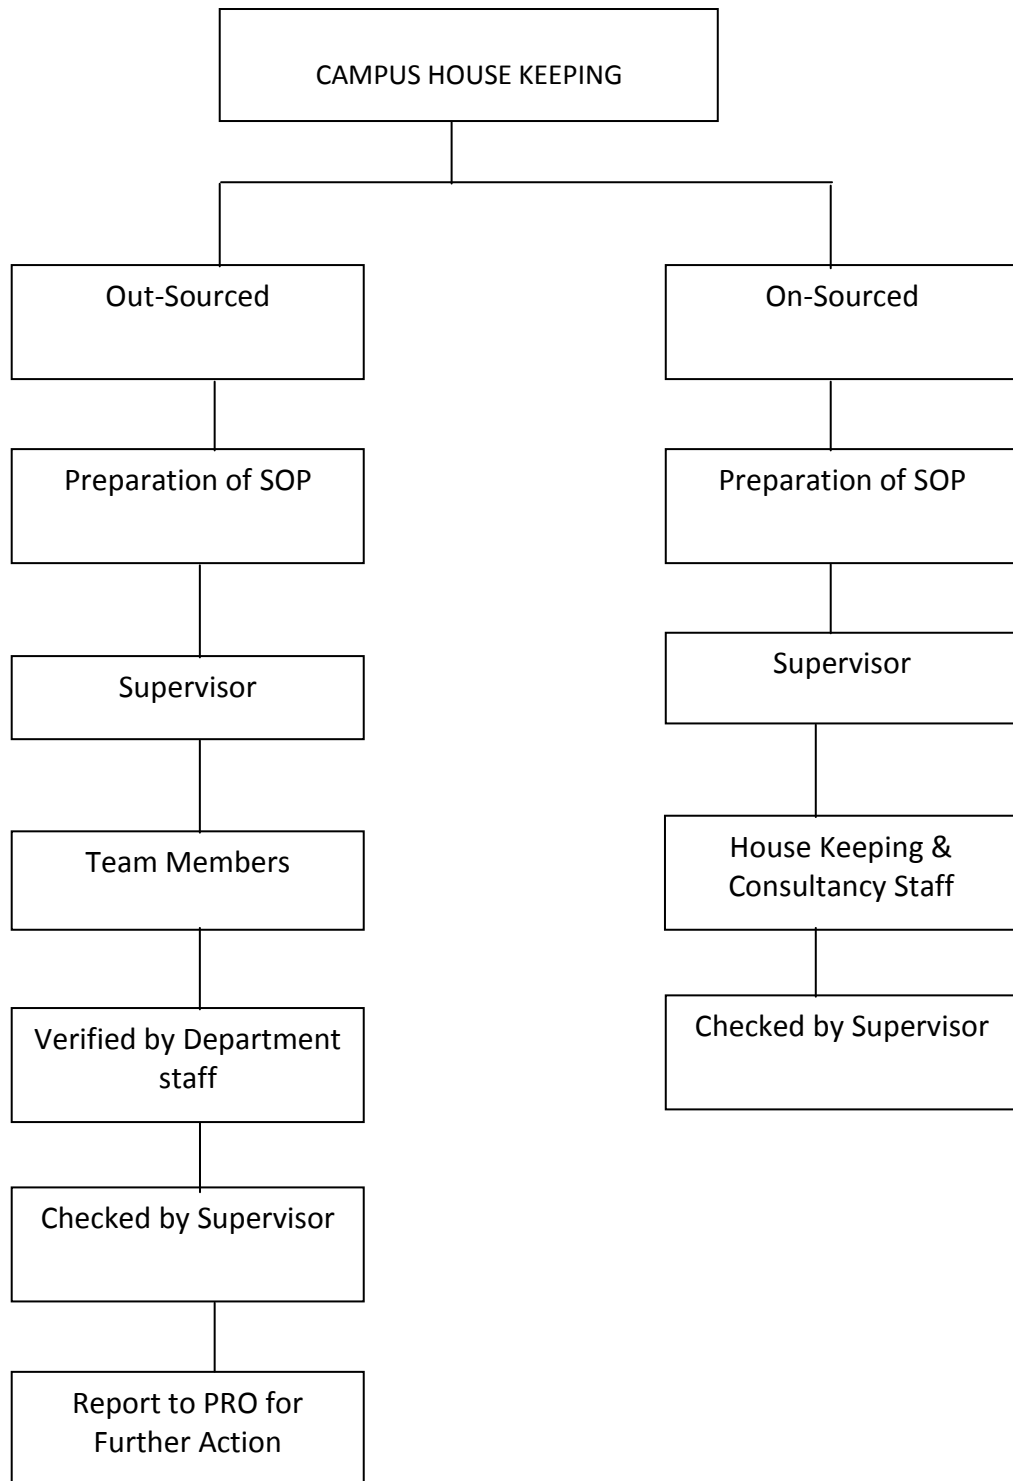 CAMPUS HOUSE KEEPING
Out-Sourced
On-Sourced
Preparation of SOP
Preparation of SOP
Supervisor
Supervisor
Team Members
House Keeping &
Consultancy Staff
Verified by Department
staff
Checked by Supervisor
Checked by Supervisor
Report to PRO for
Further Action